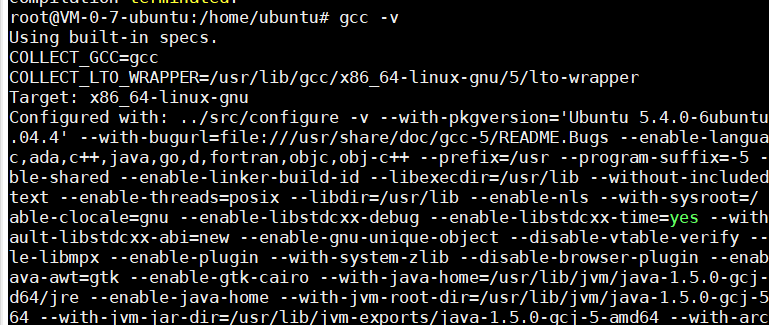 compilation terminated.
root@VM-0-7-ubuntu:/home/ubuntu# gcc -v
Using built-in specs.
COLLECT_GCC=gcc
COLLECT_LTO_WRAPPER=/usr/lib/gcc/x86_64-linux-gnu/5/lto-wrapper
Target: x86_64-linux-gnu
Configured with: ../src/configure -v --with-pkgversion='Ubuntu 5.4.0-6ubuntu
.04.4' --with-bugurl=file:///usr/share/doc/gcc-5/README.Bugs --enable-langua
c,ada,c++,java,go,d,fortran,objc,obj-c++ --prefix=/usr --program-suffix=-5 -
ble-shared --enable-linker-build-id --libexecdir=/usr/lib --without-included
text --enable-threads=posix --libdir=/usr/lib --enable-nls --with-sysroot=/
able-clocale=gnu --enable-libstdcxx-debug --enable-libstdcxx-time=yes --with
ault-libstdcxx-abi=new --enable-gnu-unique-object --disable-vtable-verify --
le-libmpx --enable-plugin --with-system-zlib --disable-browser-plugin --enab
ava-awt=gtk --enable-gtk-cairo --with-java-home=/usr/lib/jvm/java-1.5.0-gcj-
d64/jre --enable-java-home --with-jvm-root-dir=/usr/lib/jvm/java-1.5.0-gcj-5
64 --with-jvm-jar-dir=/usr/lib/jvm-exports/java-1.5.0-gcj-5-amd64 --with-arc